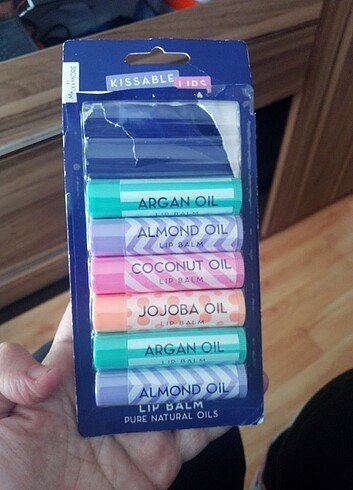 KISSABLE LIPS
ARGAN OIL
LIP BALM
ALMOND OIL
LIP BALM
COCONUT OIL
LIP BALM
JOJOBA OIL
LIP BALM
ARGAN OIL
LIP BALM
ALMOND OIL
LIP BALM
PURE NATURAL OILS